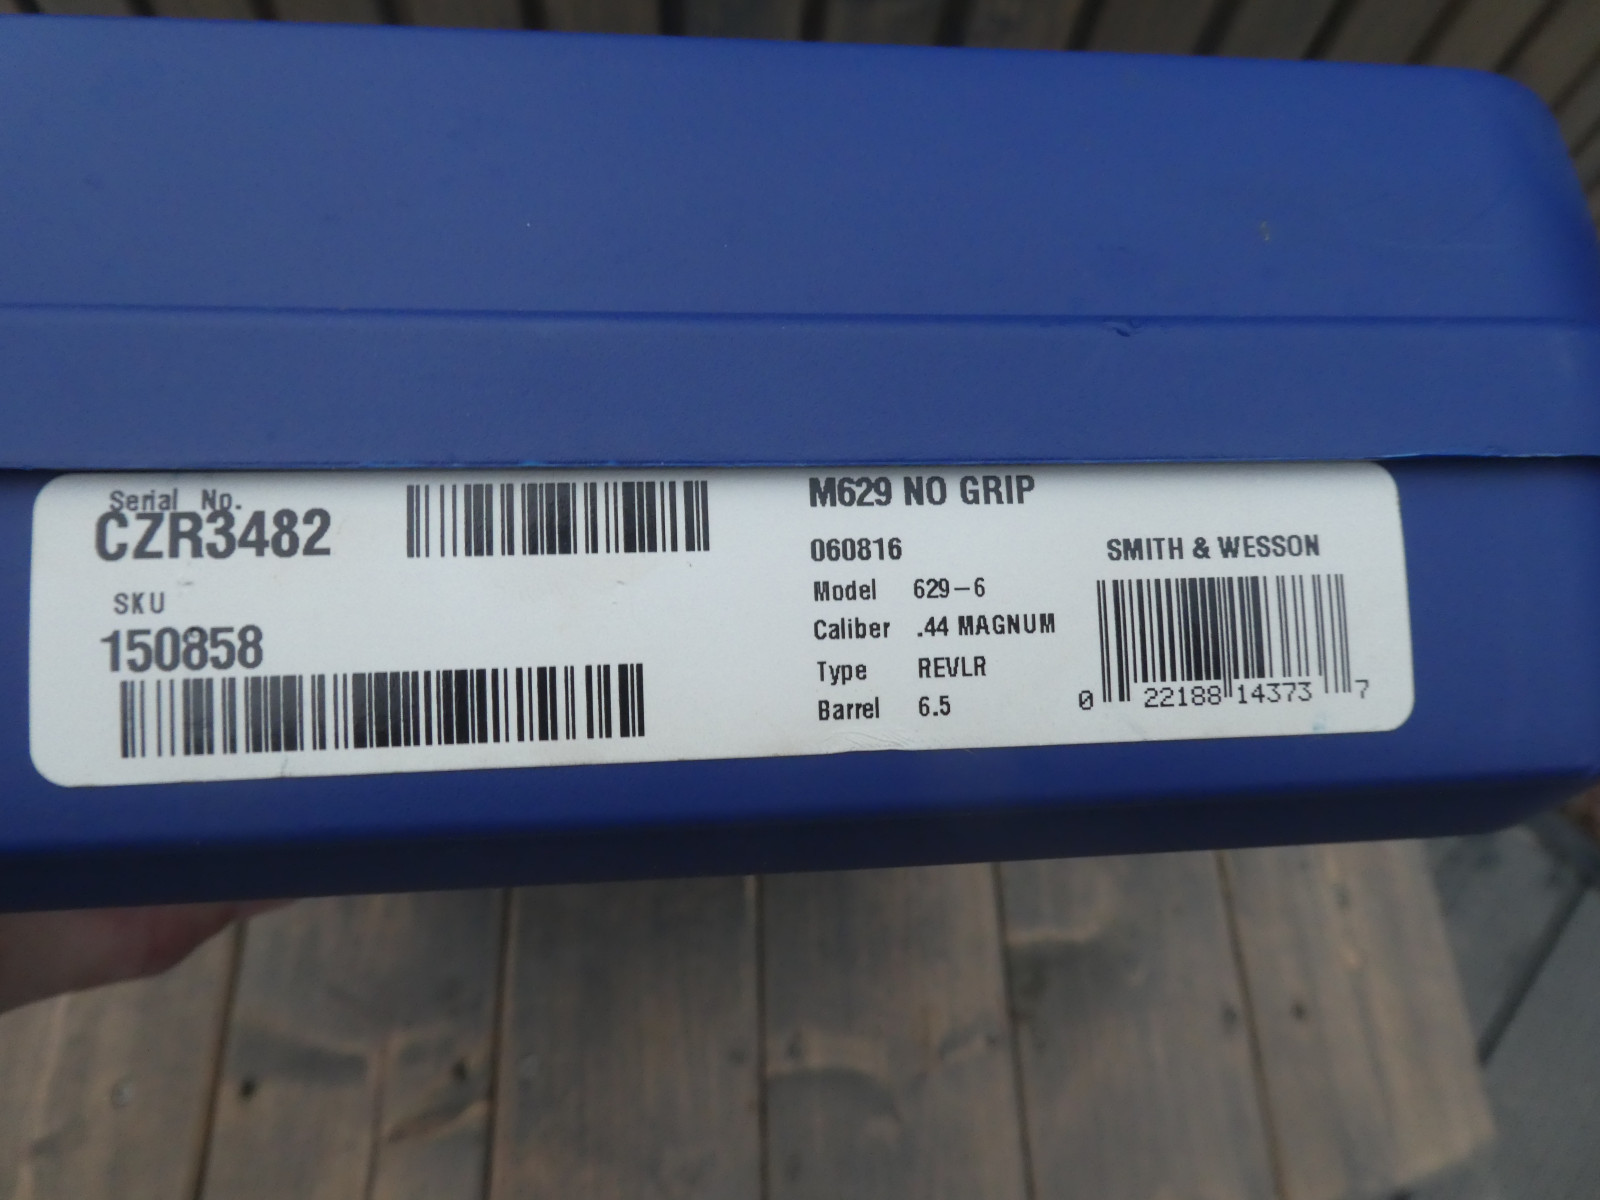 Serial No.
CZR3482
SKU
150858
M629 NO GRIP
060816
Model 629-6
Caliber .44 MAGNUM
Type REVLR
Barrel 6.5
SMITH & WESSON
0 22188 14373 7